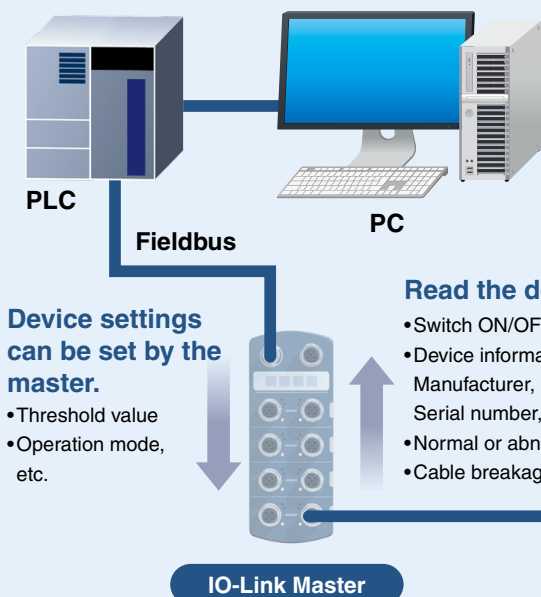 PLC
PC
Fieldbus
Device settings
can be set by the
master.
•Threshold value
•Operation mode,
etc.
Read the d
•Switch ON/OF
•Device informa
Manufacturer,
Serial number,
•Normal or abn
•Cable breakag
IO-Link Master